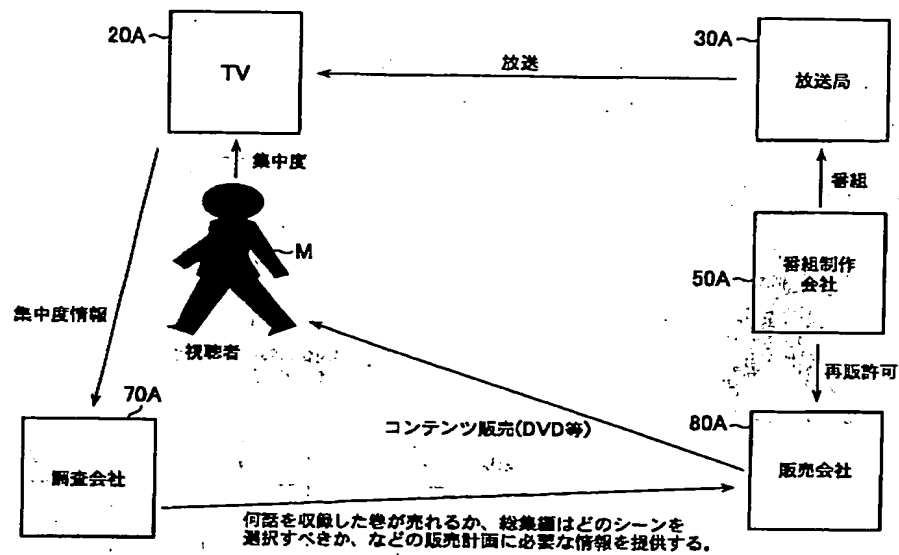 20A
TV
放送
30A
放送局
集中度
番組
M
50A
番組制作
会社
集中度情報
視聴者
再販許可
70A
調査会社
コンテンツ販売(DVD等)
80A
販売会社
何話を収録した巻が売れるか、総集編はどのシーンを
選択すべきか、などの販売計画に必要な情報を提供する。